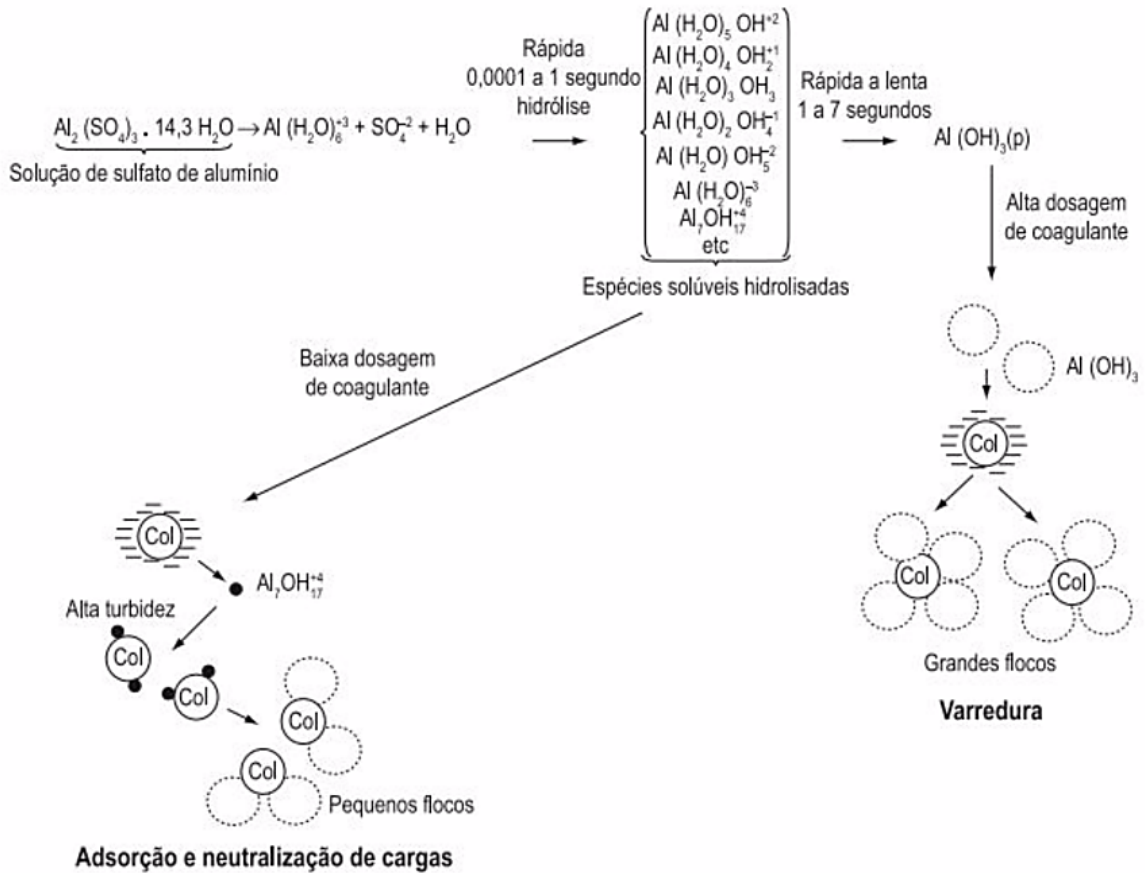 Al₂(SO₄)₃ . 14,3 H₂O → Al (H₂O)₆⁺³ + SO₄⁻² + H₂O
Solução de sulfato de alumínio
Rápida
0,0001 a 1 segundo
hidrólise
Al (H₂O)₅ OH⁺²
Al (H₂O)₄ OH₂⁺¹
Al (H₂O)₃ OH₃
Al (H₂O)₂ OH₄⁻¹
Al (H₂O) OH₅⁻²
Al (H₂O)₆⁻³
Al₇OH₁₇⁺⁴
etc
Espécies solúveis hidrolisadas
Rápida a lenta
1 a 7 segundos
Al (OH)₃(p)
Alta dosagem
de coagulante
Al (OH)₃
Col
Col
Col
Grandes flocos
Varredura
Baixa dosagem
de coagulante
Col
Al₇OH₁₇⁺⁴
Alta turbidez
Col
Col
Col
Col
Pequenos flocos
Adsorção e neutralização de cargas